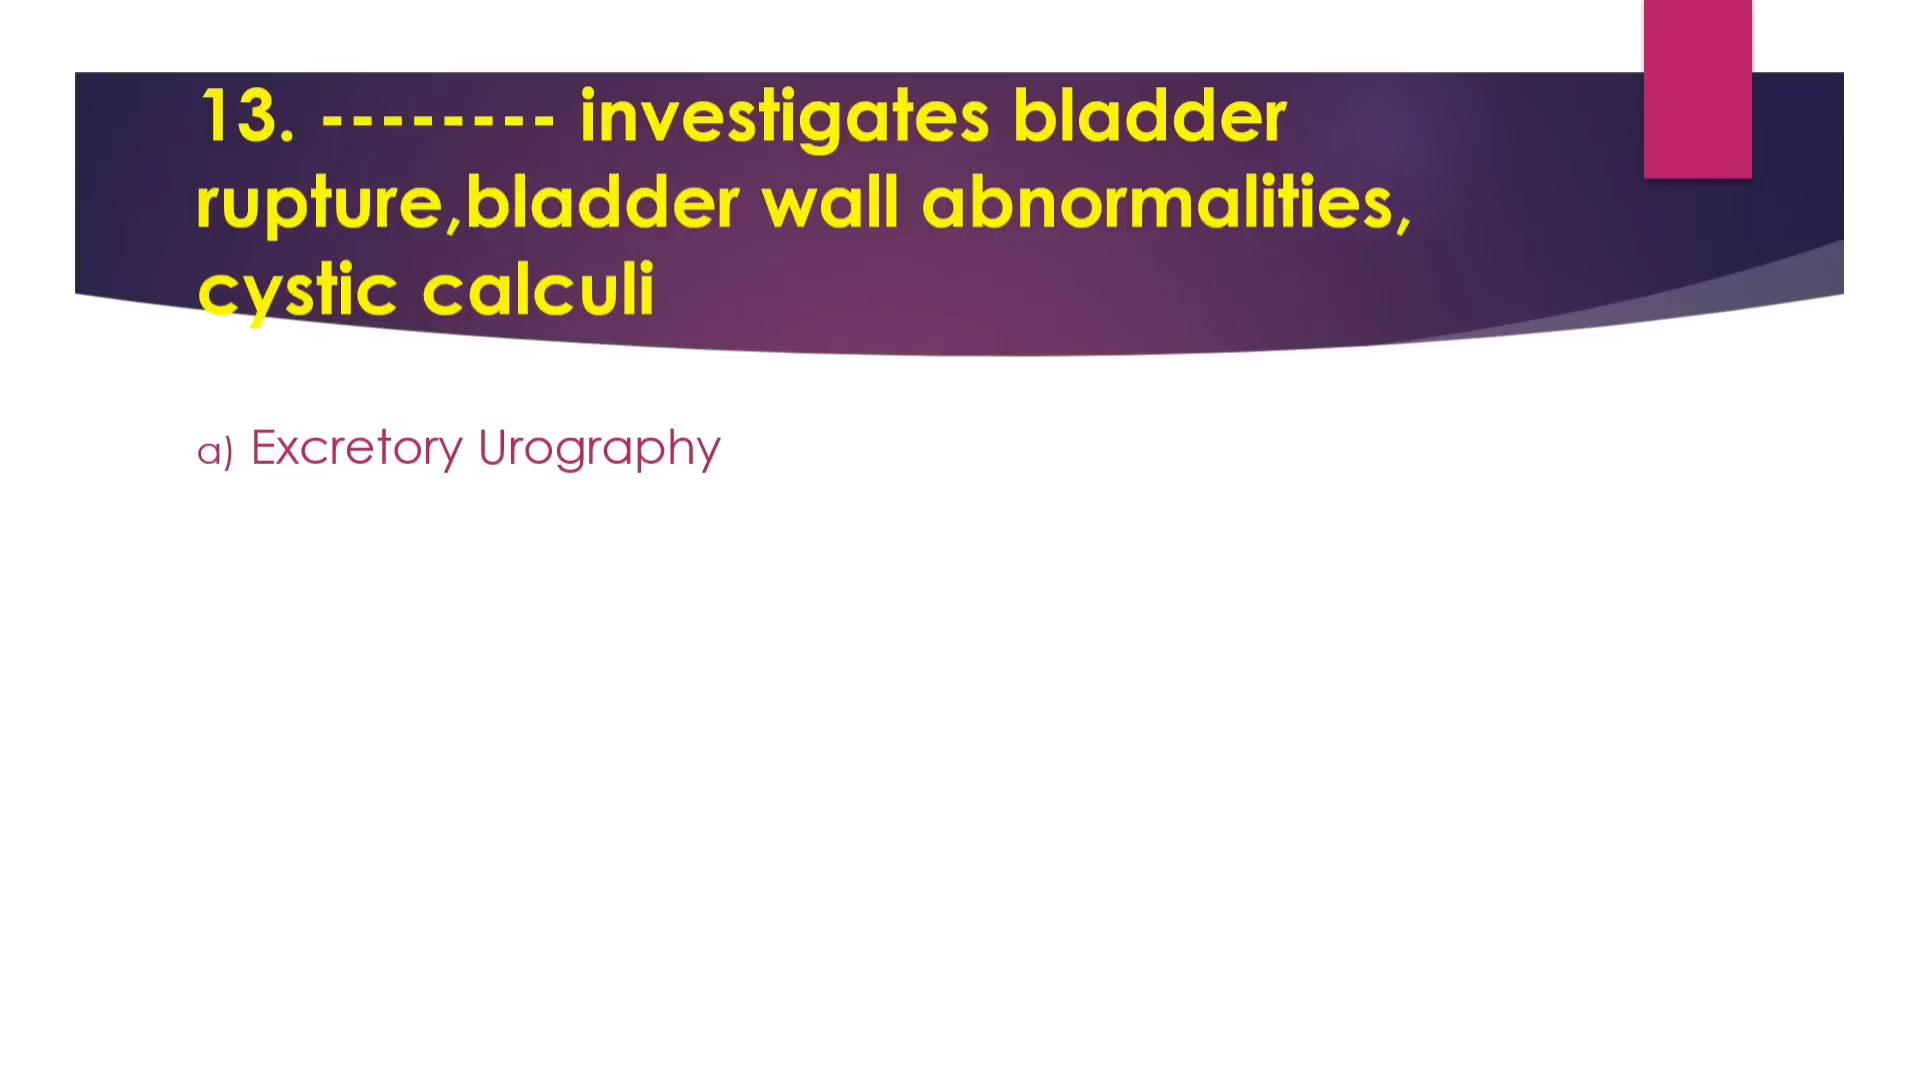 13. -------- investigates bladder
rupture,bladder wall abnormalities,
cystic calculi
a) Excretory Urography